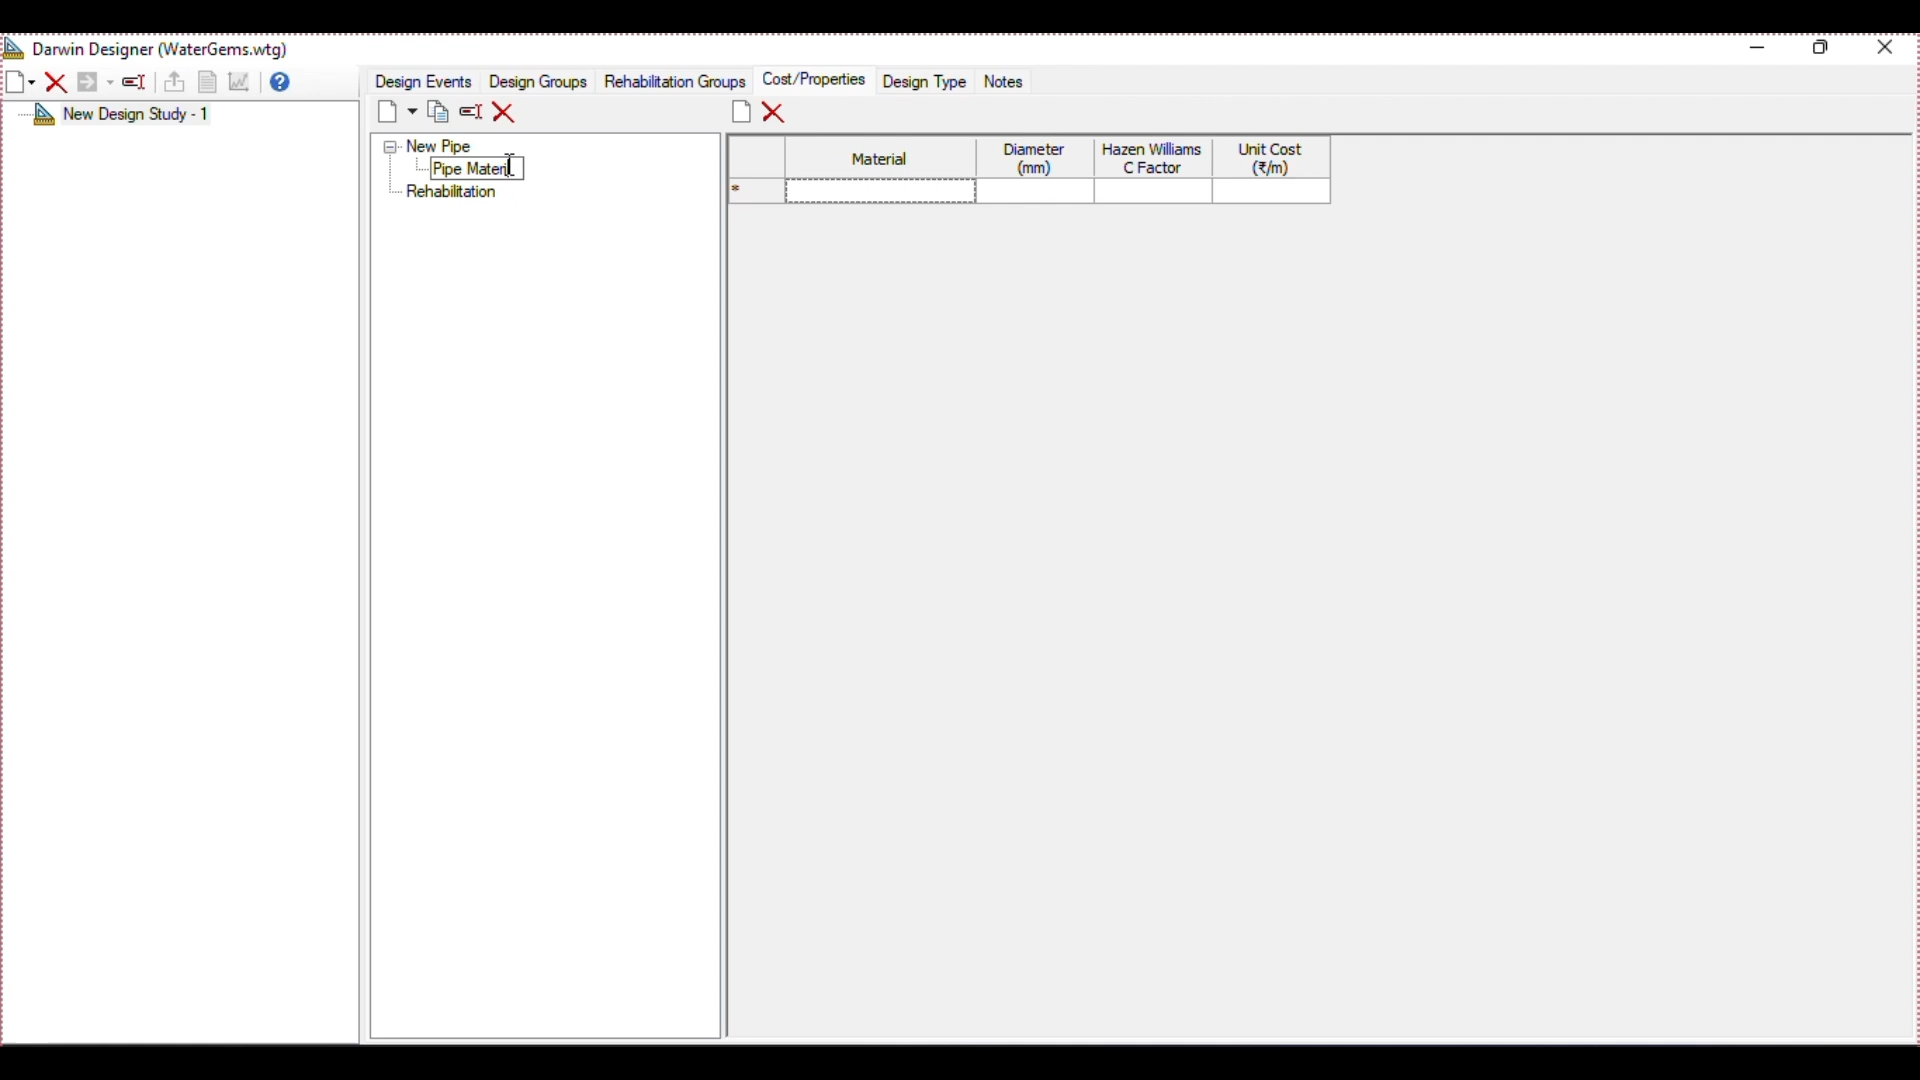 Darwin Designer (WaterGems.wtg)
New Design Study - 1
Design Events Design Groups Rehabilitation Groups Cost/Properties Design Type Notes
New Pipe
Pipe Materi
Rehabilitation
Material Diameter (mm) Hazen Williams C Factor Unit Cost (₹/m)
*